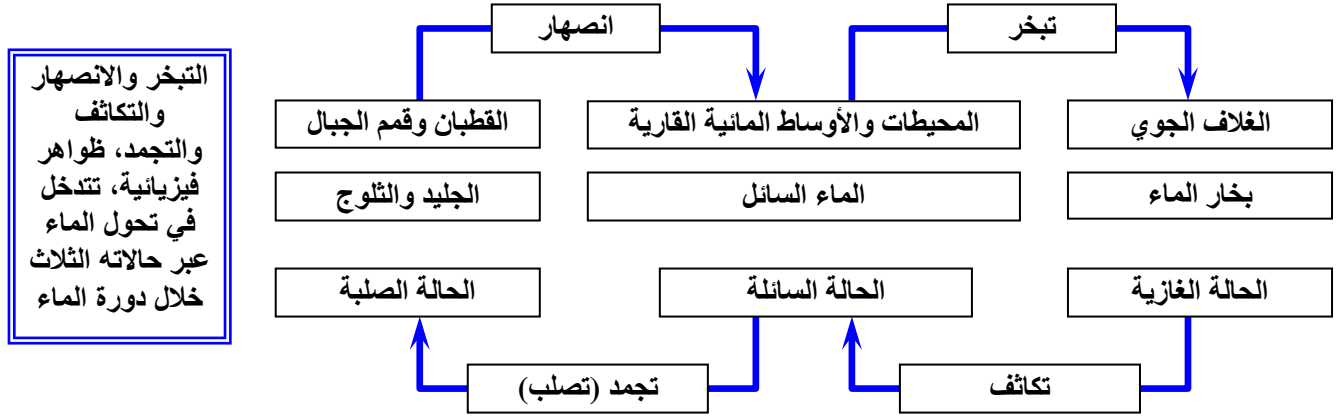 انصهار
تبخر
التبخر والانصهار
والتكاثف
والتجمد، ظواهر
فيزيائية، تتدخل
في تحول الماء
عبر حالاته الثلاث
خلال دورة الماء
الغلاف الجوي
المحيطات والأوساط المائية القارية
القطبان وقمم الجبال
بخار الماء
الماء السائل
الجليد والثلوج
الحالة الغازية
الحالة السائلة
الحالة الصلبة
تكاثف
تجمد (تصلب)